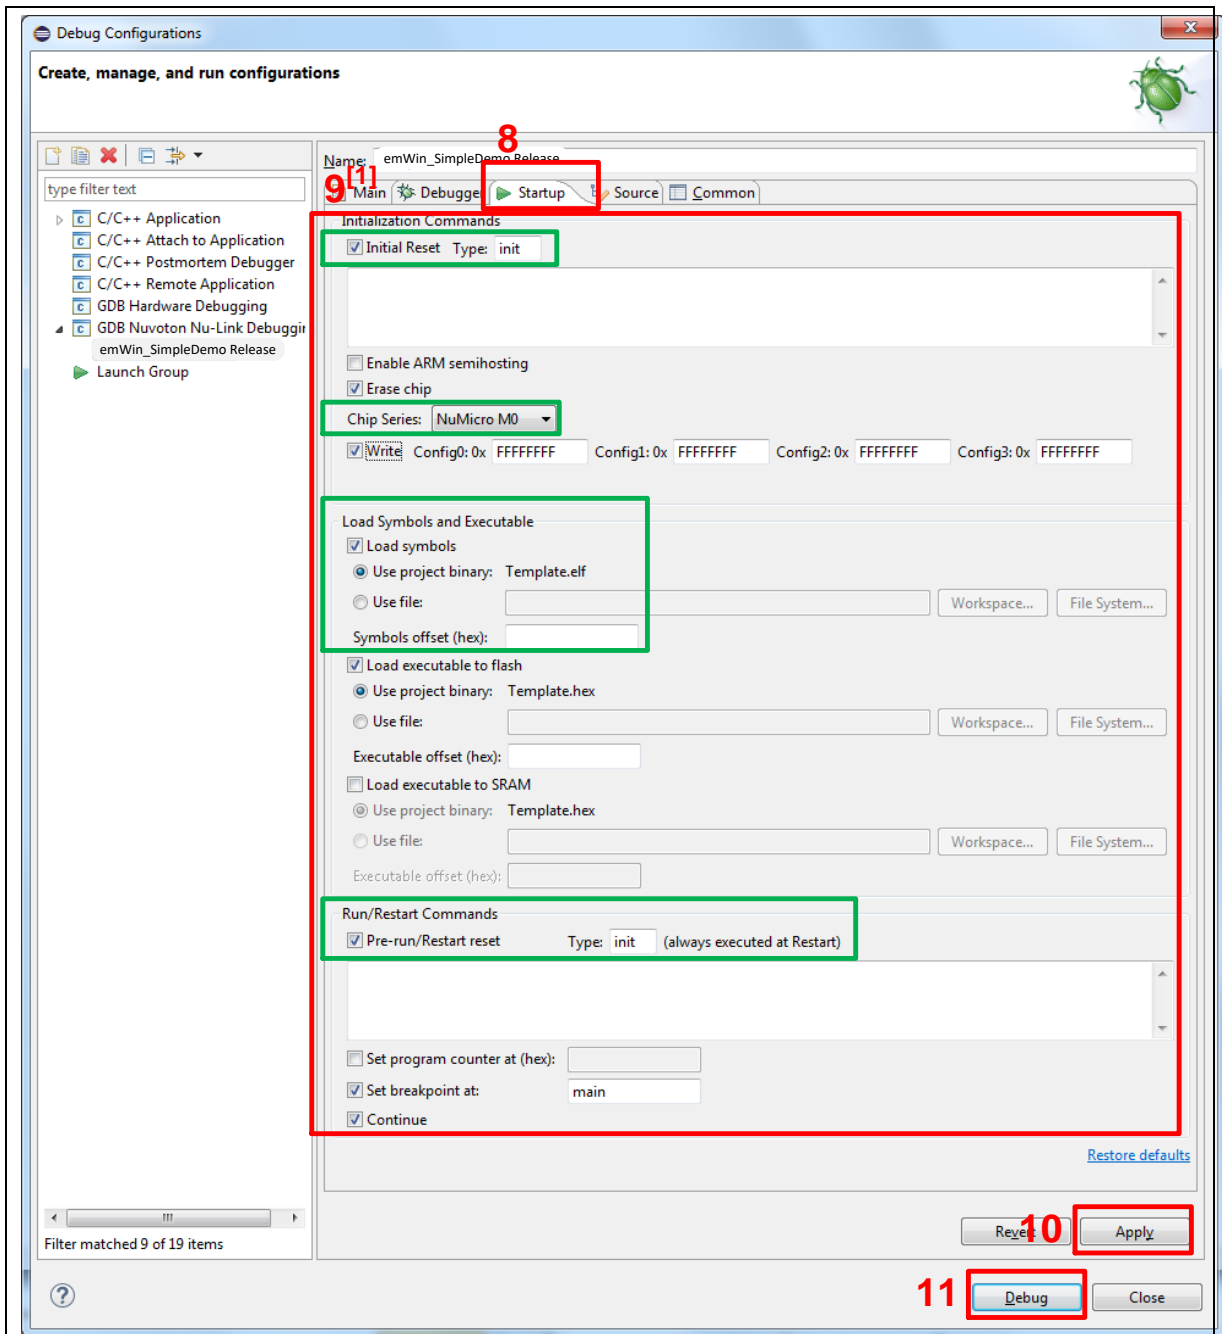 Debug Configurations
Create, manage, and run configurations
8
type filter text
C/C++ Application
C/C++ Attach to Application
C/C++ Postmortem Debugger
C/C++ Remote Application
GDB Hardware Debugging
GDB Nuvoton Nu-Link Debuggin
emWin_SimpleDemo Release
Launch Group
Filter matched 9 of 19 items
Name: emWin_SimpleDemo Release
9[1]
Main Debugger Startup Source Common
Initialization Commands
Initial Reset Type: init
Enable ARM semihosting
Erase chip
Chip Series: NuMicro M0
Write Config0: 0x FFFFFFFF Config1: 0x FFFFFFFF Config2: 0x FFFFFFFF Config3: 0x FFFFFFFF
Load Symbols and Executable
Load symbols
Use project binary: Template.elf
Use file: Workspace... File System...
Symbols offset (hex):
Load executable to flash
Use project binary: Template.hex
Use file: Workspace... File System...
Executable offset (hex):
Load executable to SRAM
Use project binary: Template.hex
Use file: Workspace... File System...
Executable offset (hex):
Run/Restart Commands
Pre-run/Restart reset Type: init (always executed at Restart)
Set program counter at (hex):
Set breakpoint at: main
Continue
Restore defaults
Revert 10 Apply
11 Debug Close